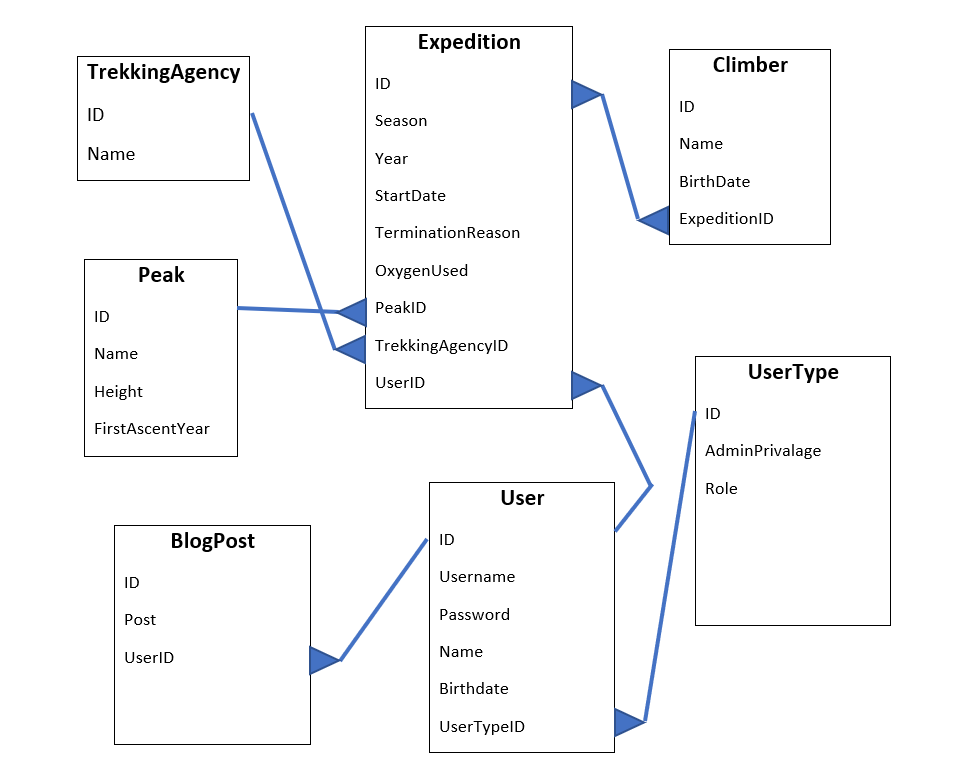 TrekkingAgency
ID
Name
Expedition
ID
Season
Year
StartDate
TerminationReason
OxygenUsed
PeakID
TrekkingAgencyID
UserID
Climber
ID
Name
BirthDate
ExpeditionID
Peak
ID
Name
Height
FirstAscentYear
UserType
ID
AdminPrivalage
Role
BlogPost
ID
Post
UserID
User
ID
Username
Password
Name
Birthdate
UserTypeID